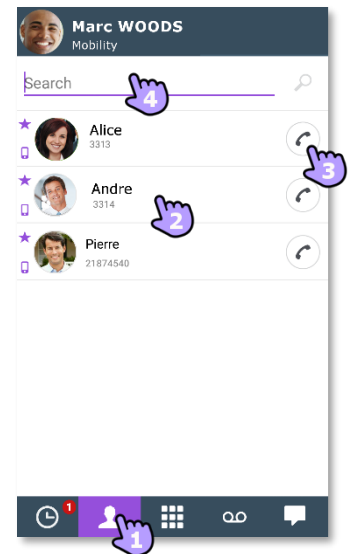 Marc WOODS
Mobility
Search
4
Alice
3313
3
Andre
3314
2
Pierre
21874540
1
1